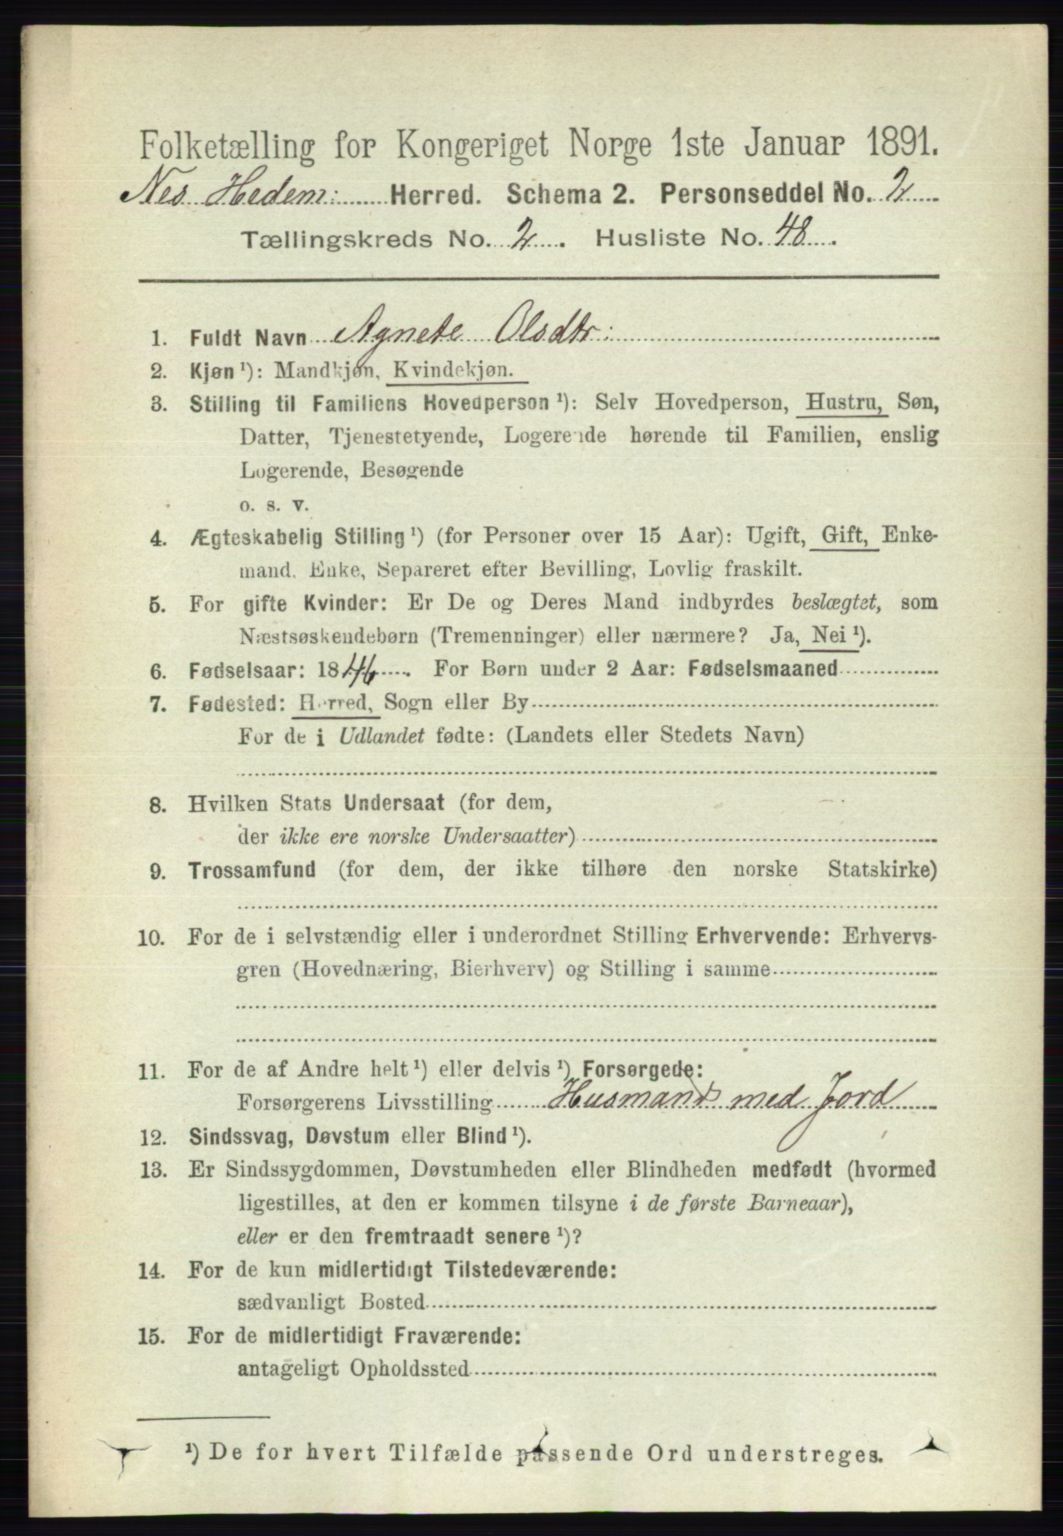 Folketælling for Kongeriget Norge 1ste Januar 1891.
Nes Hedem: Herred. Schema 2. Personseddel No. 2
Tællingskreds No. 2. Husliste No. 48.
1. Fuldt Navn Agnete Olsdtr:
2. Kjøn ¹): Mandkjøn, Kvindekjøn.
3. Stilling til Familiens Hovedperson ¹): Selv Hovedperson, Hustru, Søn,
Datter, Tjenestetyende, Logerende hørende til Familien, enslig
Logerende, Besøgende
o. s. v.
4. Ægteskabelig Stilling ¹) (for Personer over 15 Aar): Ugift, Gift, Enke-
mand, Enke, Separeret efter Bevilling, Lovlig fraskilt.
5. For gifte Kvinder: Er De og Deres Mand indbyrdes beslægtet, som
Næstsøskendebørn (Tremenninger) eller nærmere? Ja, Nei ¹).
6. Fødselsaar: 1846. For Børn under 2 Aar: Fødselsmaaned
7. Fødested: Herred, Sogn eller By
For de i Udlandet fødte: (Landets eller Stedets Navn)
8. Hvilken Stats Undersaat (for dem,
der ikke ere norske Undersaatter)
9. Trossamfund (for dem, der ikke tilhøre den norske Statskirke)
10. For de i selvstændig eller i underordnet Stilling Erhvervende: Erhvervs-
gren (Hovednæring, Bierhverv) og Stilling i samme
11. For de af Andre helt ¹) eller delvis ¹) Forsørgede:
Forsørgerens Livsstilling Husmand med Jord
12. Sindssvag, Døvstum eller Blind ¹).
13. Er Sindssygdommen, Døvstumheden eller Blindheden medfødt (hvormed
ligestilles, at den er kommen tilsyne i de første Barneaar),
eller er den fremtraadt senere ¹)?
14. For de kun midlertidigt Tilstedeværende:
sædvanligt Bosted
15. For de midlertidigt Fraværende:
antageligt Opholdssted
¹) De for hvert Tilfælde passende Ord understreges.